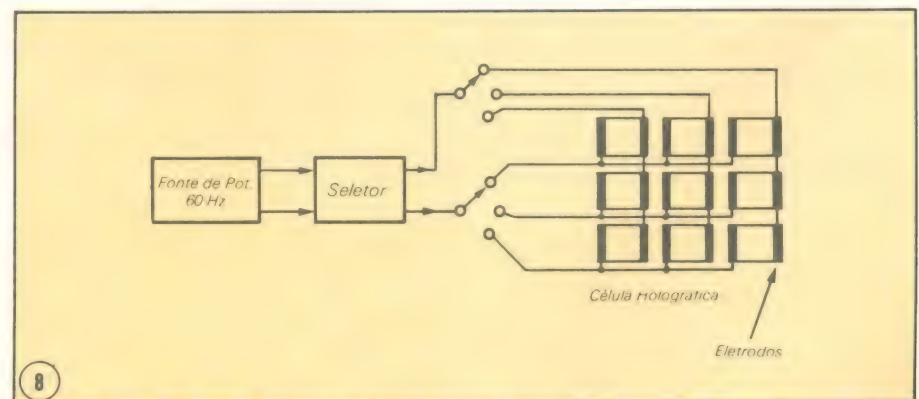 Fonte de Pot.
60 Hz
Seletor
Célula Holográfica
Eletrodos
8